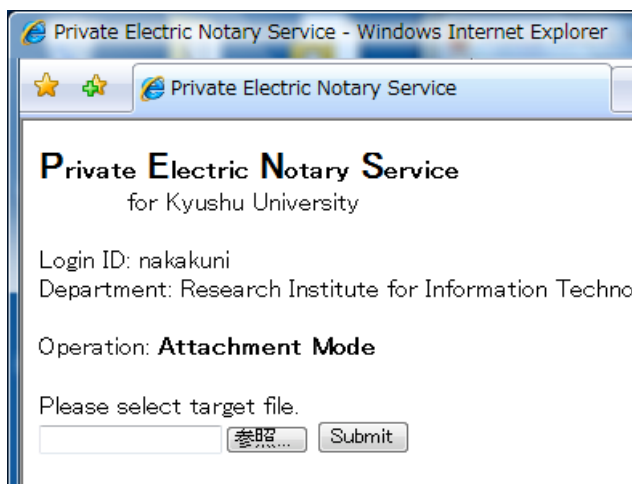 Private Electric Notary Service - Windows Internet Explorer
Private Electric Notary Service
Private Electric Notary Service
for Kyushu University
Login ID: nakakuni
Department: Research Institute for Information Techno
Operation: Attachment Mode
Please select target file.
参照... Submit